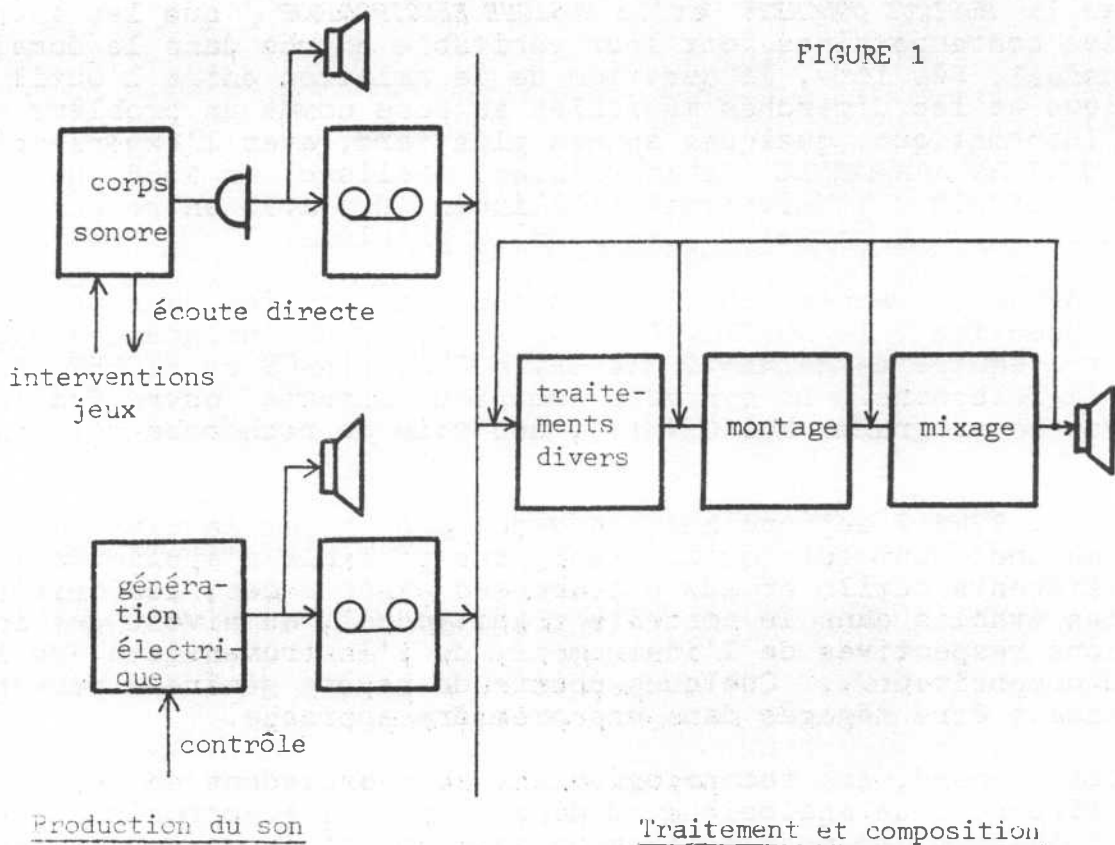 FIGURE 1
corps
sonore
écoute directe
interventions
jeux
traite-
ments
divers
montage
mixage
généra-
tion
électri-
que
contrôle
Production du son
Traitement et composition